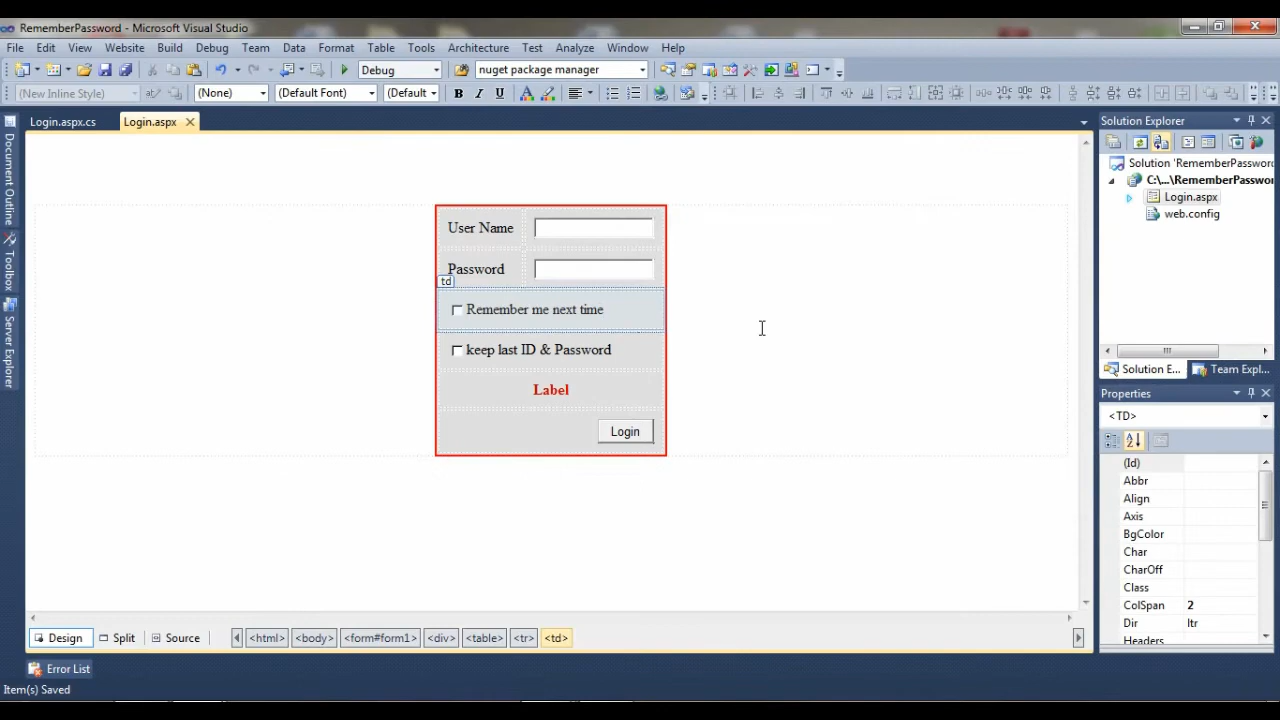 RememberPassword - Microsoft Visual Studio
File Edit View Website Build Debug Team Data Format Table Tools Architecture Test Analyze Window Help
Debug nuget package manager
(New Inline Style) (None) (Default Font) (Default B I U A
Login.aspx.cs Login.aspx
Document Outline
Toolbox
Server Explorer
User Name
Password
td
Remember me next time
keep last ID & Password
Label
Login
Solution Explorer
Solution 'RememberPassword
C:\...\RememberPasswor
Login.aspx
web.config
Solution E... Team Expl...
Properties
<TD>
(Id)
Abbr
Align
Axis
BgColor
Char
CharOff
Class
ColSpan 2
Dir ltr
Headers
Design Split Source <html> <body> <form#form1> <div> <table> <tr> <td>
Error List
Item(s) Saved